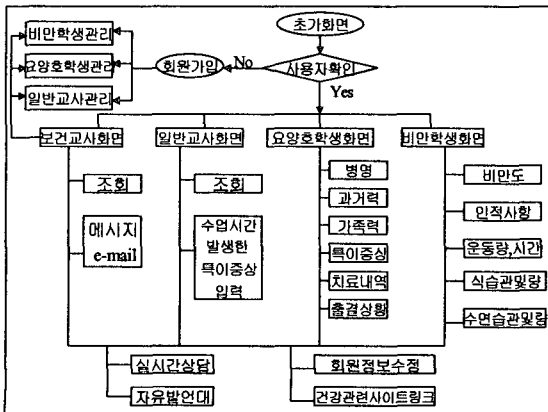 초기화면
비만학생관리
요양호학생관리
일반교사관리
회원가입
No
사용자확인
Yes
보건교사화면
일반교사화면
요양호학생화면
비만학생화면
조회
메시지
e-mail
조회
수업시간
발생한
특이증상
입력
병명
과거력
가족력
특이증상
치료내역
출결상황
비만도
인적사항
운동량,시간
식습관및량
수면습관및량
실시간상담
자유발언대
회원정보수정
건강관련사이트링크